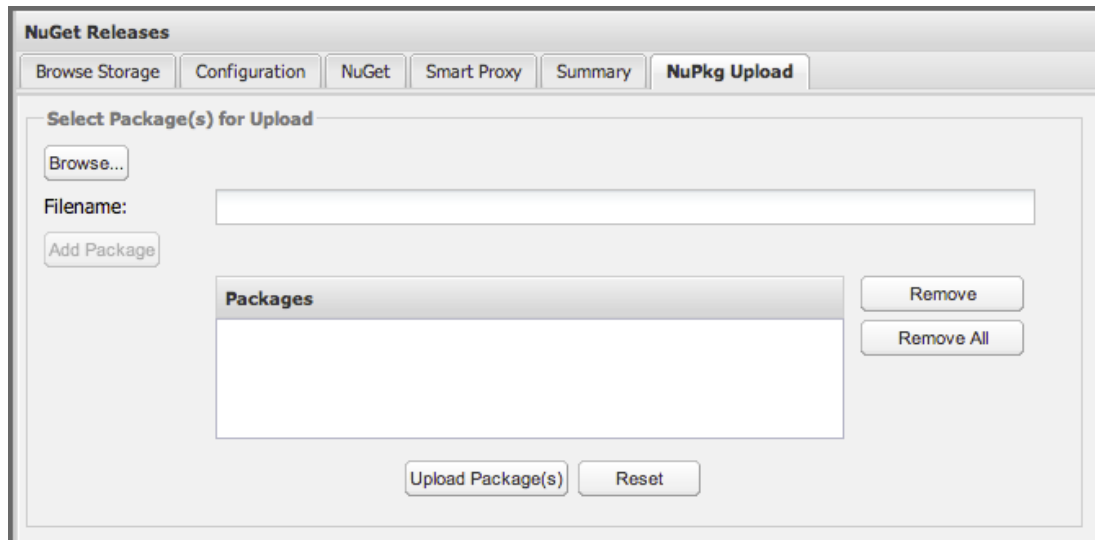 NuGet Releases
Browse Storage Configuration NuGet Smart Proxy Summary NuPkg Upload
Select Package(s) for Upload
Browse...
Filename:
Add Package
Packages
Remove
Remove All
Upload Package(s) Reset